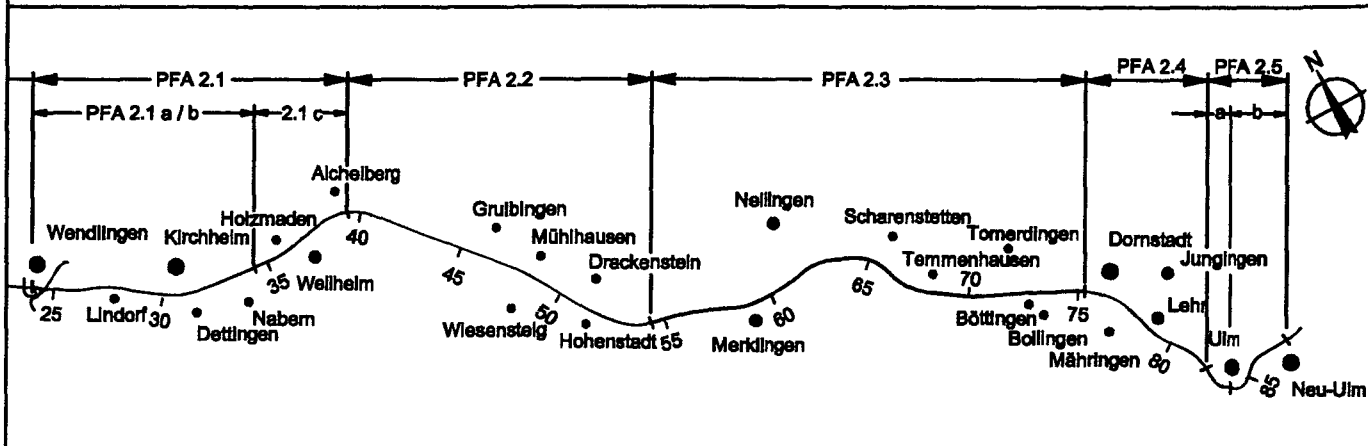 PFA 2.1
PFA 2.2
PFA 2.3
PFA 2.4
PFA 2.5
N
PFA 2.1 a / b
2.1 c
a
b
Aichelberg
Holzmaden
Kirchheim
Wendlingen
Gruibingen
Mühlhausen
Drackenstein
Nellingen
Scharenstetten
Tomerdingen
Temmenhausen
Dornstadt
Jungingen
25
30
35
40
45
50
55
60
65
70
75
80
85
Lindorf
Dettingen
Nabern
Weilheim
Wiesensteig
Hohenstadt
Merklingen
Böttingen
Bollingen
Mähringen
Lehr
Ulm
Neu-Ulm